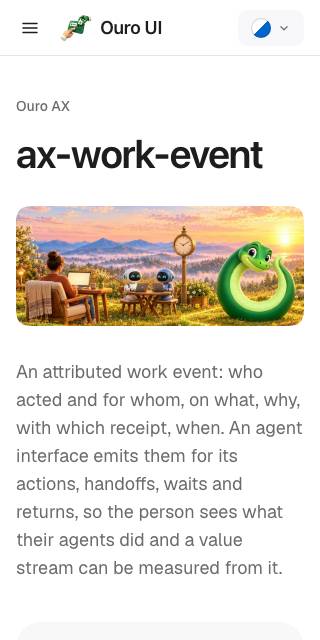 Ouro UI
Ouro AX
ax-work-event
An attributed work event: who
acted and for whom, on what, why,
with which receipt, when. An agent
interface emits them for its
actions, handoffs, waits and
returns, so the person sees what
their agents did and a value
stream can be measured from it.